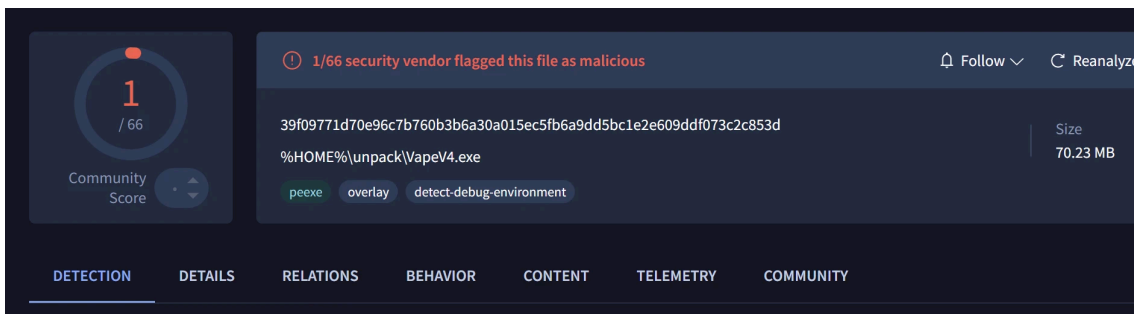 1
/ 66
Community
Score
1/66 security vendor flagged this file as malicious
Follow
Reanalyze
39f09771d70e96c7b760b3b6a30a015ec5fb6a9dd5bc1e2e609ddf073c2c853d
%HOME%\unpack\VapeV4.exe
peexe overlay detect-debug-environment
Size
70.23 MB
DETECTION DETAILS RELATIONS BEHAVIOR CONTENT TELEMETRY COMMUNITY